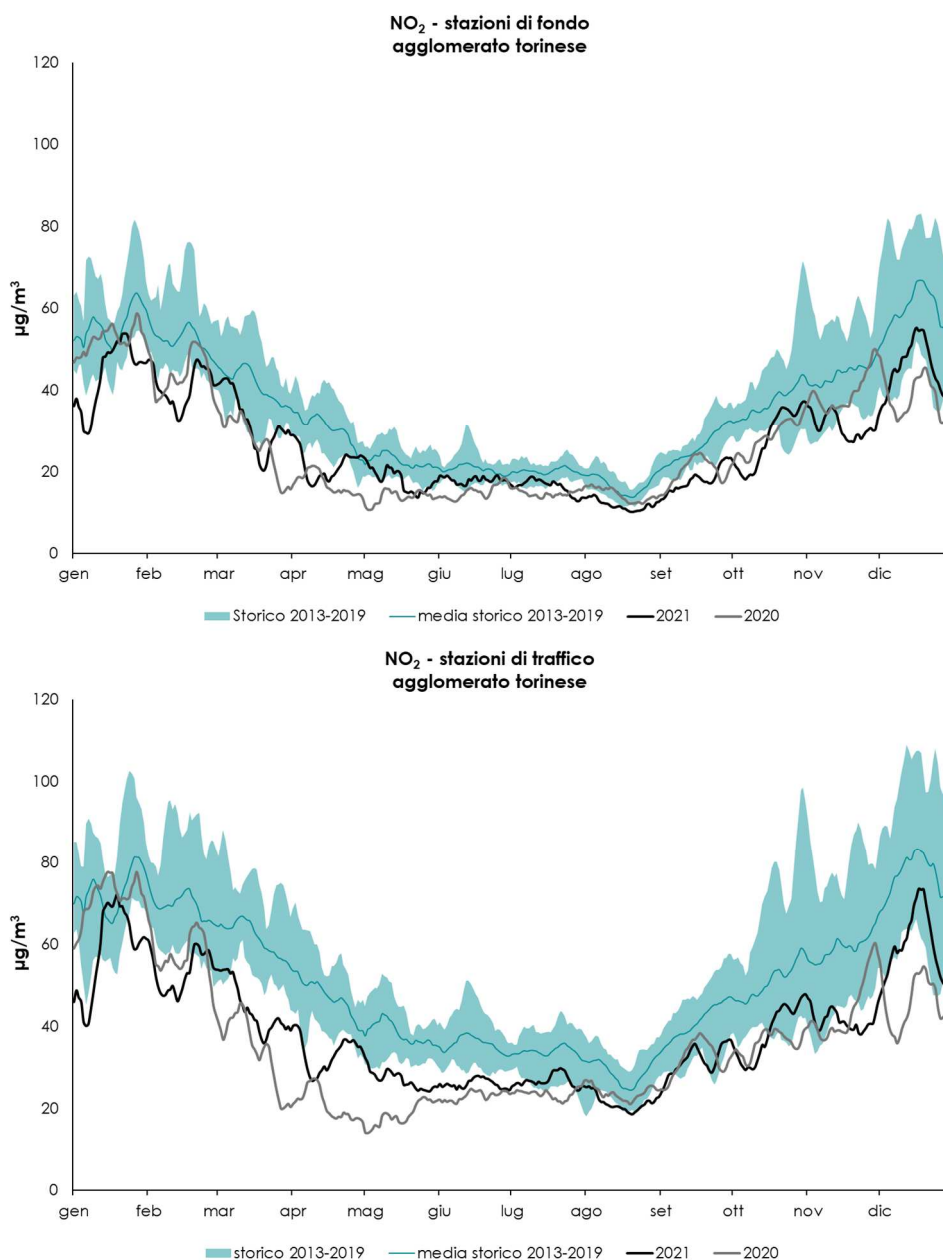 NO₂ - stazioni di fondo
agglomerato torinese
120
100
80
60
40
20
0
µg/m³
gen feb mar apr mag giu lug ago set ott nov dic
Storico 2013-2019 media storico 2013-2019 2021 2020
NO₂ - stazioni di traffico
agglomerato torinese
120
100
80
60
40
20
0
µg/m³
gen feb mar apr mag giu lug ago set ott nov dic
storico 2013-2019 media storico 2013-2019 2021 2020